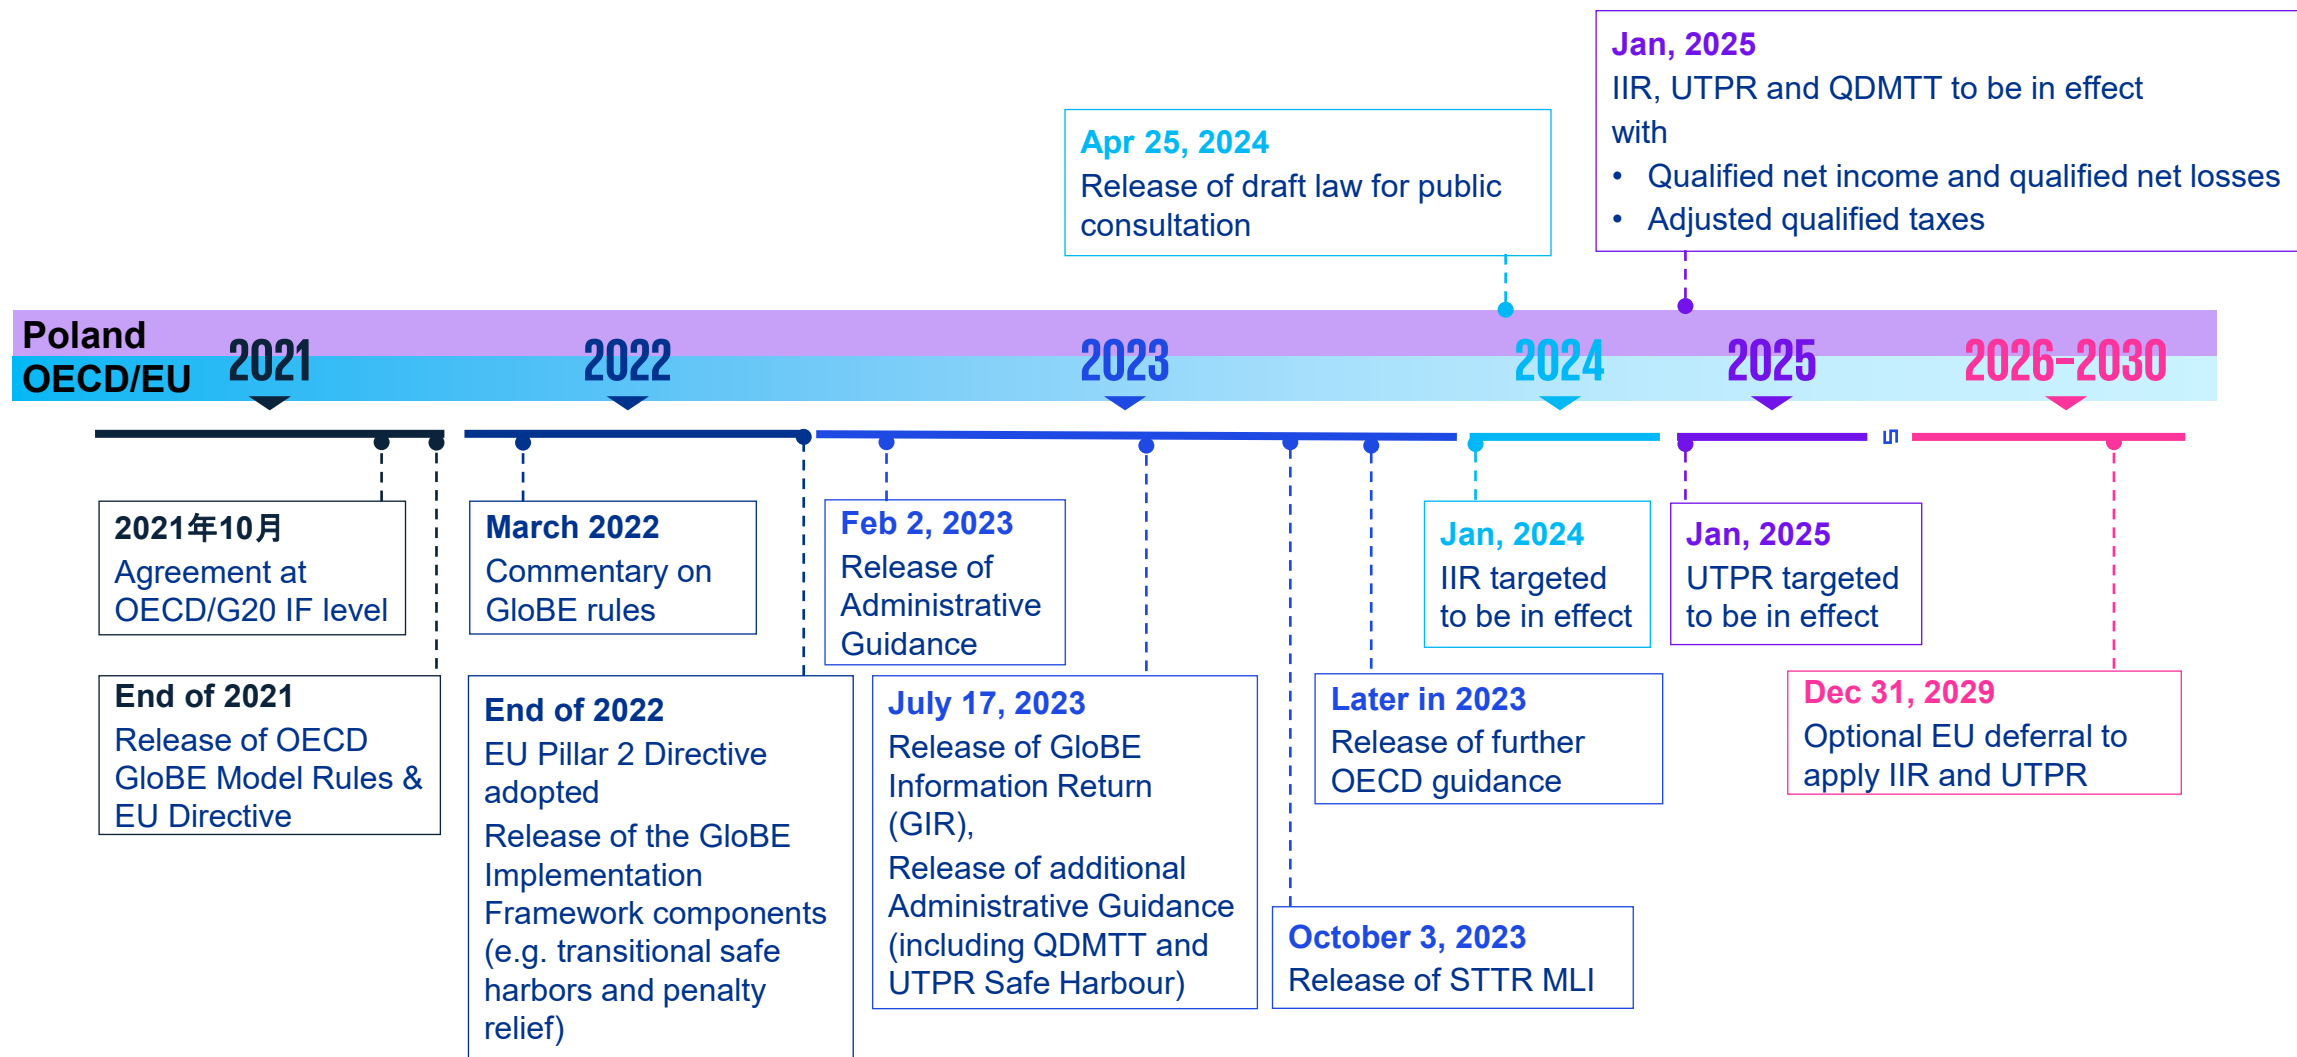 Jan, 2025
IIR, UTPR and QDMTT to be in effect
with
• Qualified net income and qualified net losses
• Adjusted qualified taxes
Apr 25, 2024
Release of draft law for public
consultation
Poland
OECD/EU
2021
2022
2023
2024
2025
2026-2030
2021年10月
Agreement at
OECD/G20 IF level
End of 2021
Release of OECD
GloBE Model Rules &
EU Directive
March 2022
Commentary on
GloBE rules
End of 2022
EU Pillar 2 Directive
adopted
Release of the GloBE
Implementation
Framework components
(e.g. transitional safe
harbors and penalty
relief)
Feb 2, 2023
Release of
Administrative
Guidance
July 17, 2023
Release of GloBE
Information Return
(GIR),
Release of additional
Administrative Guidance
(including QDMTT and
UTPR Safe Harbour)
October 3, 2023
Release of STTR MLI
Later in 2023
Release of further
OECD guidance
Jan, 2024
IIR targeted
to be in effect
Jan, 2025
UTPR targeted
to be in effect
Dec 31, 2029
Optional EU deferral to
apply IIR and UTPR